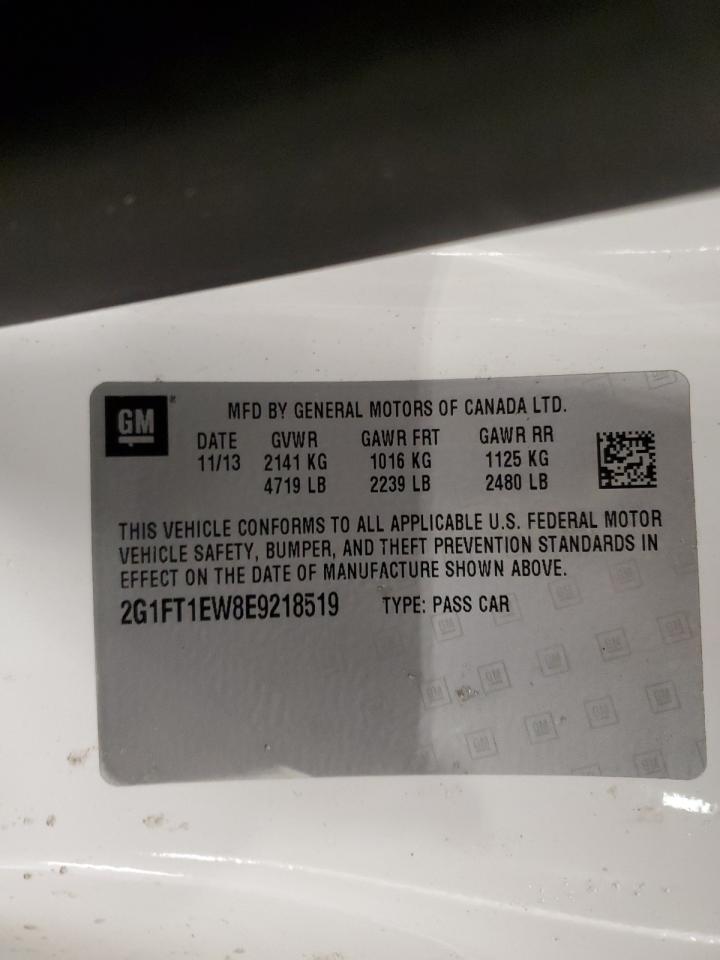 GM
MFD BY GENERAL MOTORS OF CANADA LTD.
DATE GVWR GAWR FRT GAWR RR
11/13 2141 KG 1016 KG 1125 KG
4719 LB 2239 LB 2480 LB
THIS VEHICLE CONFORMS TO ALL APPLICABLE U.S. FEDERAL MOTOR
VEHICLE SAFETY, BUMPER, AND THEFT PREVENTION STANDARDS IN
EFFECT ON THE DATE OF MANUFACTURE SHOWN ABOVE.
2G1FT1EW8E9218519 TYPE: PASS CAR